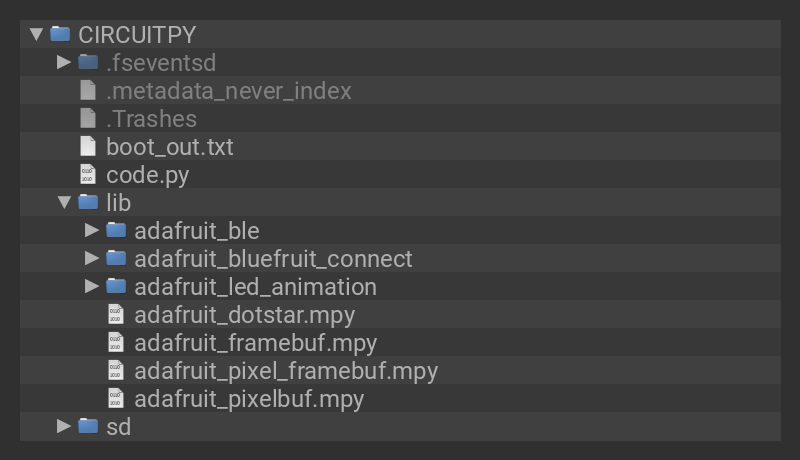 CIRCUITPY
.fseventsd
.metadata_never_index
.Trashes
boot_out.txt
code.py
lib
adafruit_ble
adafruit_bluefruit_connect
adafruit_led_animation
adafruit_dotstar.mpy
adafruit_framebuf.mpy
adafruit_pixel_framebuf.mpy
adafruit_pixelbuf.mpy
sd